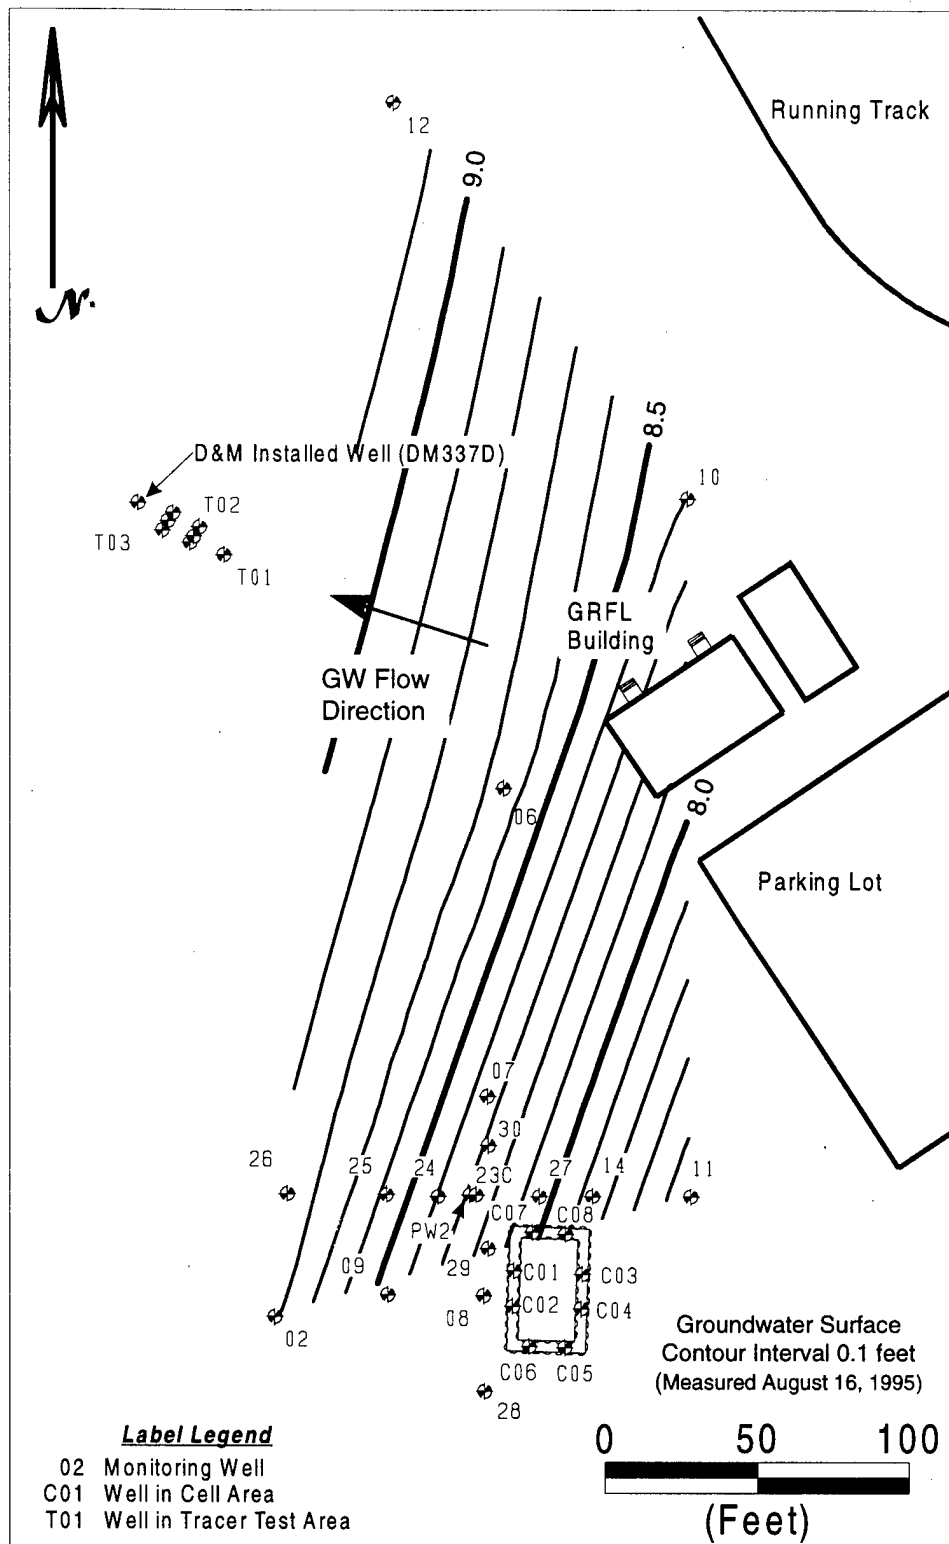 Running Track
12
9.0
N.
8.5
D&M Installed Well (DM337D)
10
T02
T03
T01
GRFL
Building
GW Flow
Direction
8.0
06
Parking Lot
07
30
26
25
24
23C
27
14
11
C07
C08
PW2
09
29
C01
C03
08
C02
C04
02
C06
C05
28
Groundwater Surface
Contour Interval 0.1 feet
(Measured August 16, 1995)
Label Legend
02 Monitoring Well
C01 Well in Cell Area
T01 Well in Tracer Test Area
0 50 100
(Feet)